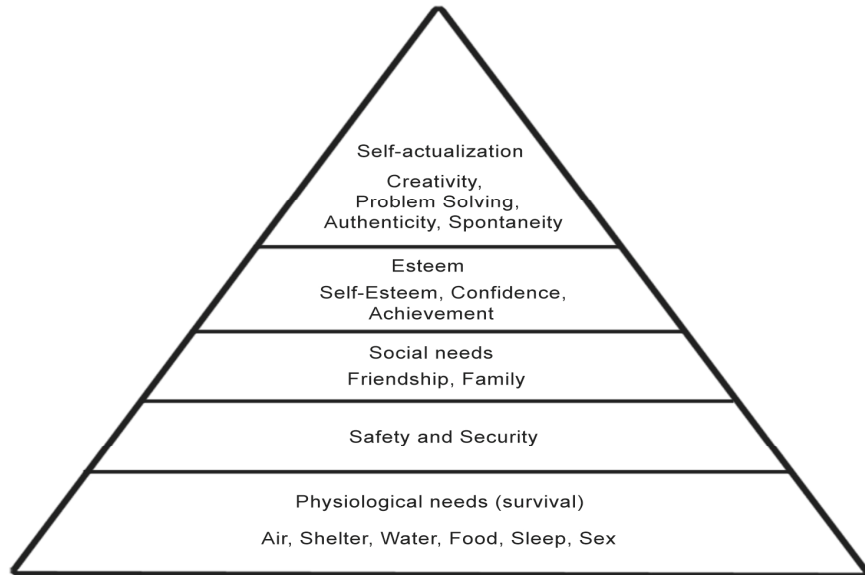 Self-actualization
Creativity,
Problem Solving,
Authenticity, Spontaneity
Esteem
Self-Esteem, Confidence,
Achievement
Social needs
Friendship, Family
Safety and Security
Physiological needs (survival)
Air, Shelter, Water, Food, Sleep, Sex